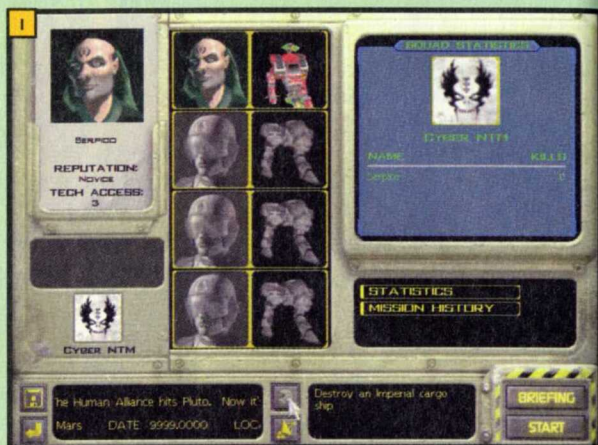 1
SERPICO
REPUTATION:
NOVICE
TECH ACCESS:
3
CYBER NTM
SQUAD STATISTICS
CYBER NTM
NAME KILLS
Serpico 0
STATISTICS
MISSION HISTORY
he Human Alliance hits Pluto. Now it'
Mars DATE 9999.0000 LOC:
Destroy an Imperial cargo
ship
BRIEFING
START